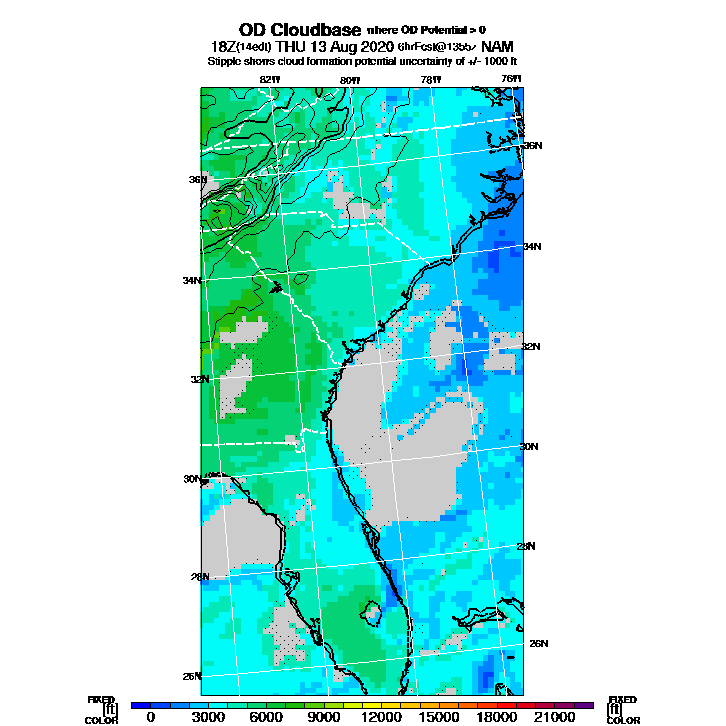 OD Cloudbase where OD Potential > 0
18Z(14edt) THU 13 Aug 2020 6hrFcst@1355z NAM
Stipple shows cloud formation potential uncertainty of +/- 1000 ft
82W 80W 78W 76W
36N 36N
34N 34N
32N 32N
30N 30N
28N 28N
26N 26N
FIXED FIXED
[ft] [ft]
COLOR COLOR
0 3000 6000 9000 12000 15000 18000 21000